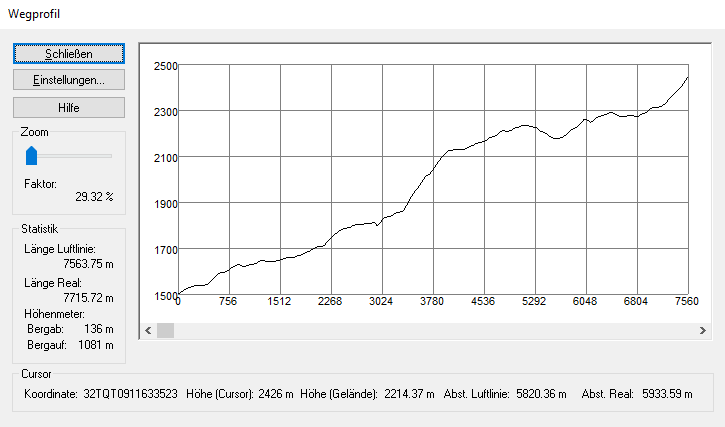 Wegprofil
Schließen
Einstellungen...
Hilfe
Zoom
Faktor:
29.32 %
Statistik
Länge Luftlinie:
7563.75 m
Länge Real:
7715.72 m
Höhenmeter:
Bergab: 136 m
Bergauf: 1081 m
2500
2300
2100
1900
1700
1500
0 756 1512 2268 3024 3780 4536 5292 6048 6804 7560
Cursor
Koordinate: 32TQT0911633523 Höhe (Cursor): 2426 m Höhe (Gelände): 2214.37 m Abst. Luftlinie: 5820.36 m Abst. Real: 5933.59 m